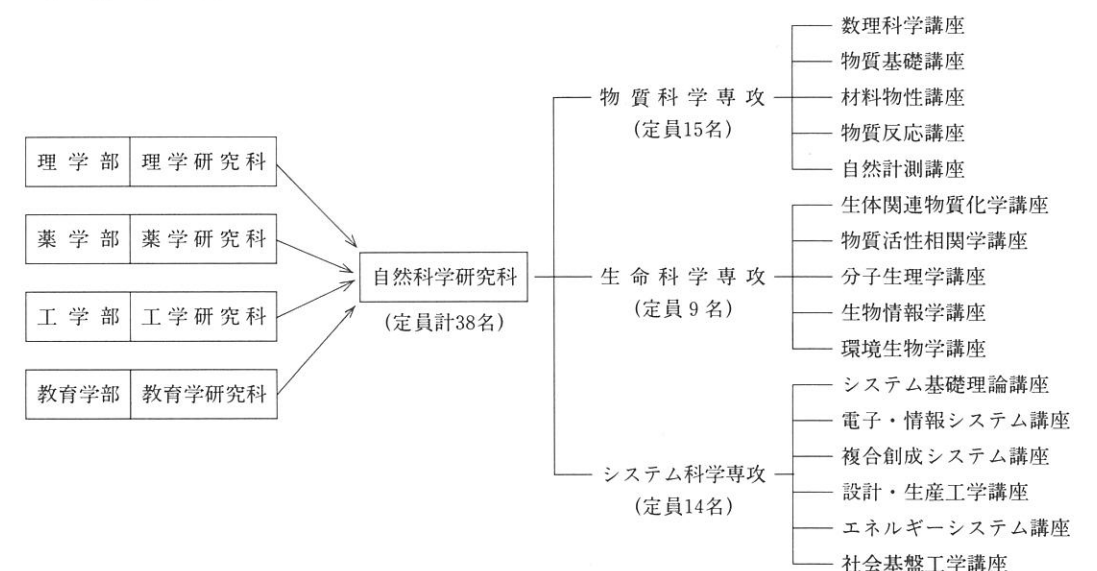 理学部 理学研究科
薬学部 薬学研究科
工学部 工学研究科
教育学部 教育学研究科
自然科学研究科
(定員計38名)
物質科学専攻
(定員15名)
数理科学講座
物質基礎講座
材料物性講座
物質反応講座
自然計測講座
生命科学専攻
(定員9名)
生体関連物質化学講座
物質活性相関学講座
分子生理学講座
生物情報学講座
環境生物学講座
システム科学専攻
(定員14名)
システム基礎理論講座
電子・情報システム講座
複合創成システム講座
設計・生産工学講座
エネルギーシステム講座
社会基盤工学講座